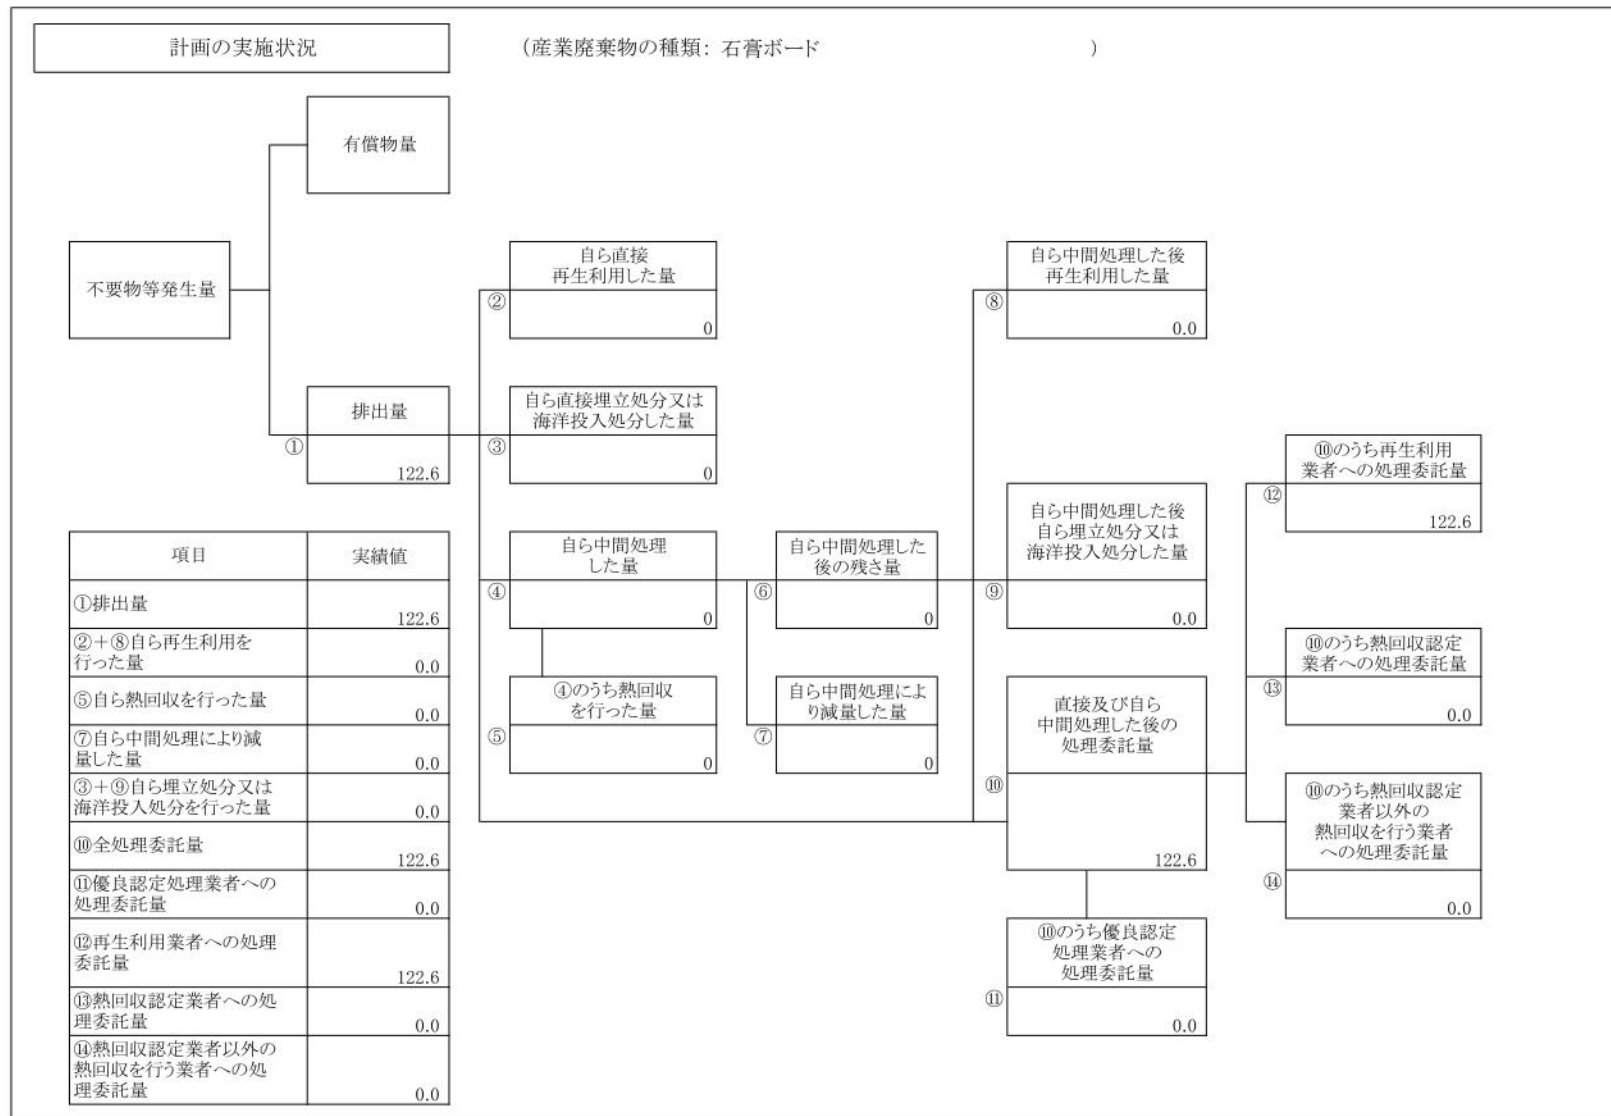 計画の実施状況
(産業廃棄物の種類: 石膏ボード )
有償物量
不要物等発生量
自ら直接
再生利用した量
②
0
自ら中間処理した後
再生利用した量
⑧
0.0
排出量
①
122.6
自ら直接埋立処分又は
海洋投入処分した量
③
0
⑩のうち再生利用
業者への処理委託量
⑫
122.6
自ら中間処理
した量
④
0
自ら中間処理した
後の残さ量
⑥
0
自ら中間処理した後
自ら埋立処分又は
海洋投入処分した量
⑨
0.0
⑩のうち熱回収認定
業者への処理委託量
⑬
0.0
④のうち熱回収
を行った量
⑤
0
自ら中間処理によ
り減量した量
⑦
0
直接及び自ら
中間処理した後の
処理委託量
⑩
122.6
⑩のうち熱回収認定
業者以外の
熱回収を行う業者
への処理委託量
⑭
0.0
⑩のうち優良認定
処理業者への
処理委託量
⑪
0.0
項目 実績値
①排出量
122.6
②+⑧自ら再生利用を
行った量
0.0
⑤自ら熱回収を行った量
0.0
⑦自ら中間処理により減
量した量
0.0
③+⑨自ら埋立処分又は
海洋投入処分を行った量
0.0
⑩全処理委託量
122.6
⑪優良認定処理業者への
処理委託量
0.0
⑫再生利用業者への処理
委託量
122.6
⑬熱回収認定業者への処
理委託量
0.0
⑭熱回収認定業者以外の
熱回収を行う業者への処
理委託量
0.0